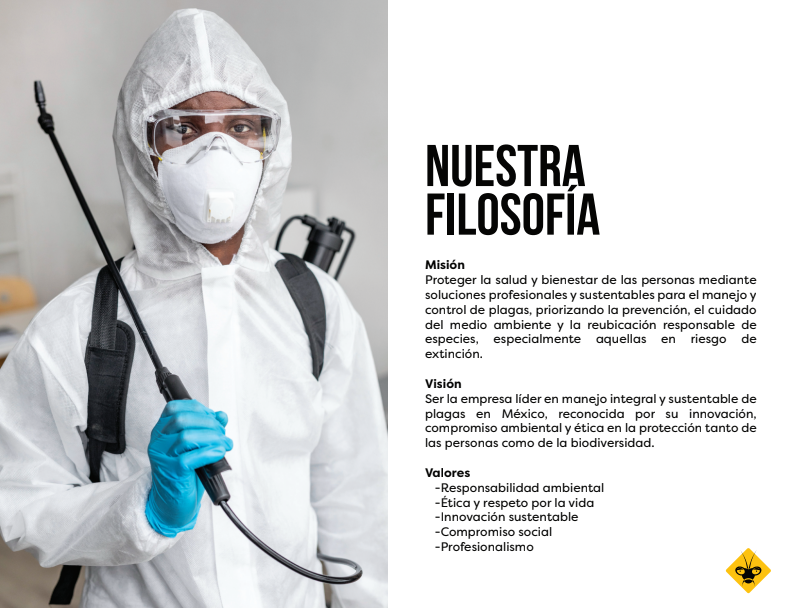 NUESTRA
FILOSOFÍA
Misión
Proteger la salud y bienestar de las personas mediante
soluciones profesionales y sustentables para el manejo y
control de plagas, priorizando la prevención, el cuidado
del medio ambiente y la reubicación responsable de
especies, especialmente aquellas en riesgo de
extinción.
Visión
Ser la empresa líder en manejo integral y sustentable de
plagas en México, reconocida por su innovación,
compromiso ambiental y ética en la protección tanto de
las personas como de la biodiversidad.
Valores
-Responsabilidad ambiental
-Ética y respeto por la vida
-Innovación sustentable
-Compromiso social
-Profesionalismo